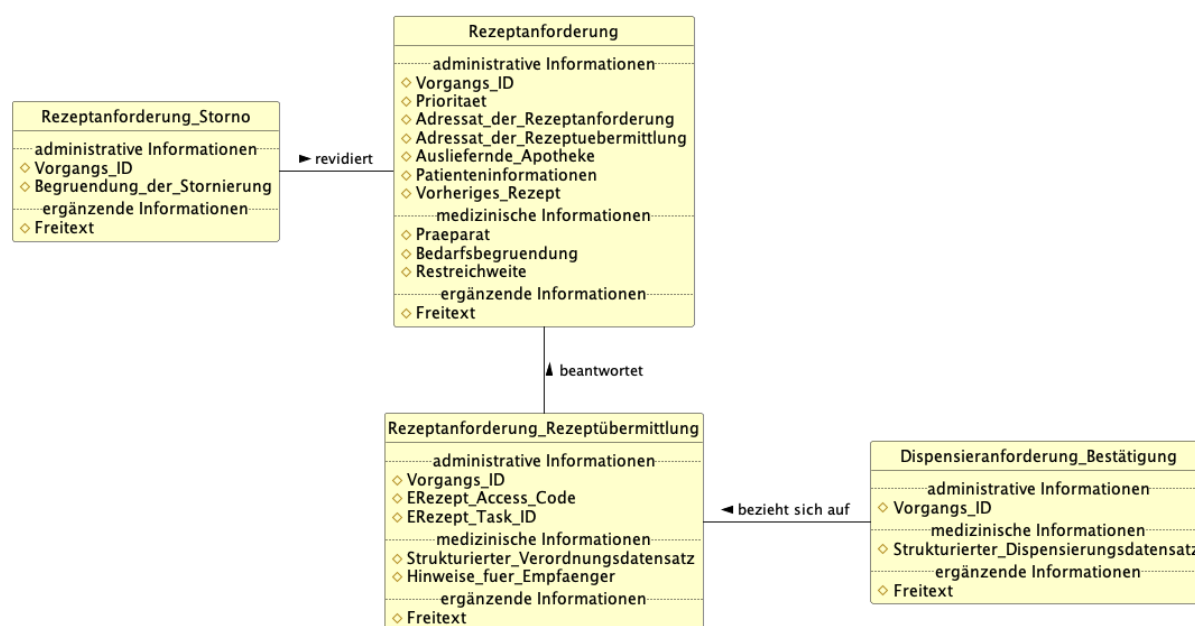 Rezeptanforderung
administrative Informationen
Vorgangs_ID
Prioritaet
Adressat_der_Rezeptanforderung
Adressat_der_Rezeptuebermittlung
Ausliefernde_Apotheke
Patienteninformationen
Vorheriges_Rezept
medizinische Informationen
Praeparat
Bedarfsbegruendung
Restreichweite
ergänzende Informationen
Freitext
Rezeptanforderung_Storno
administrative Informationen
Vorgangs_ID
Begruendung_der_Stornierung
ergänzende Informationen
Freitext
revidiert
beantwortet
Rezeptanforderung_Rezeptübermittlung
administrative Informationen
Vorgangs_ID
ERezept_Access_Code
ERezept_Task_ID
medizinische Informationen
Strukturierter_Verordnungsdatensatz
Hinweise_fuer_Empfaenger
ergänzende Informationen
Freitext
bezieht sich auf
Dispensieranforderung_Bestätigung
administrative Informationen
Vorgangs_ID
medizinische Informationen
Strukturierter_Dispensierungsdatensatz
ergänzende Informationen
Freitext